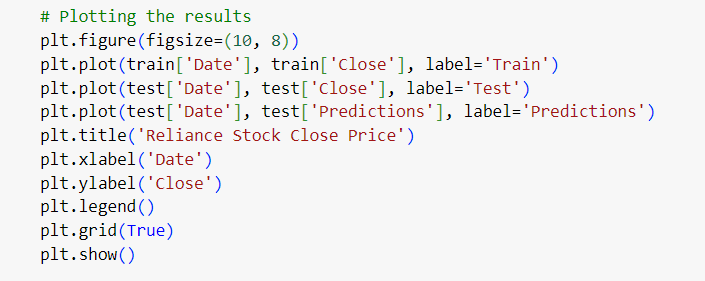 # Plotting the results
plt.figure(figsize=(10, 8))
plt.plot(train['Date'], train['Close'], label='Train')
plt.plot(test['Date'], test['Close'], label='Test')
plt.plot(test['Date'], test['Predictions'], label='Predictions')
plt.title('Reliance Stock Close Price')
plt.xlabel('Date')
plt.ylabel('Close')
plt.legend()
plt.grid(True)
plt.show()